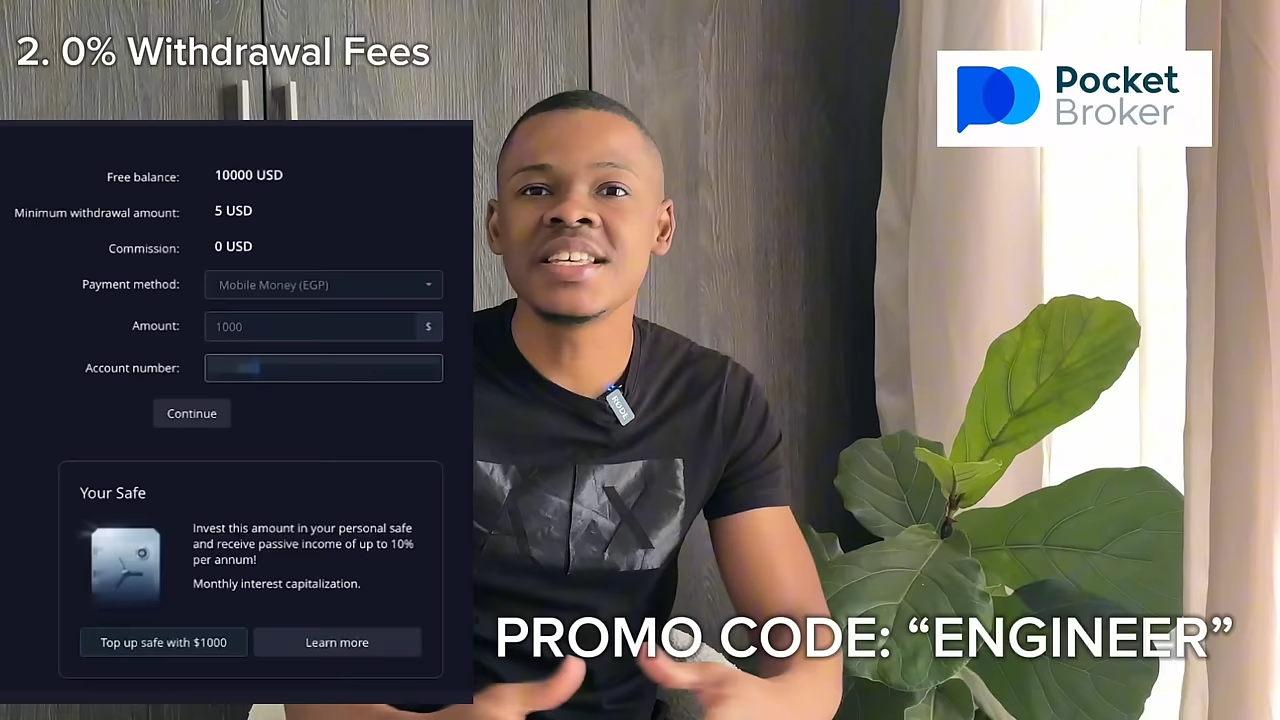 2. 0% Withdrawal Fees
Pocket
Broker
Free balance: 10000 USD
Minimum withdrawal amount: 5 USD
Commission: 0 USD
Payment method: Mobile Money (EGP)
Amount: 1000 $
Account number:
Continue
Your Safe
Invest this amount in your personal safe
and receive passive income of up to 10%
per annum!
Monthly interest capitalization.
Top up safe with $1000 Learn more
RODE
PROMO CODE: “ENGINEER”